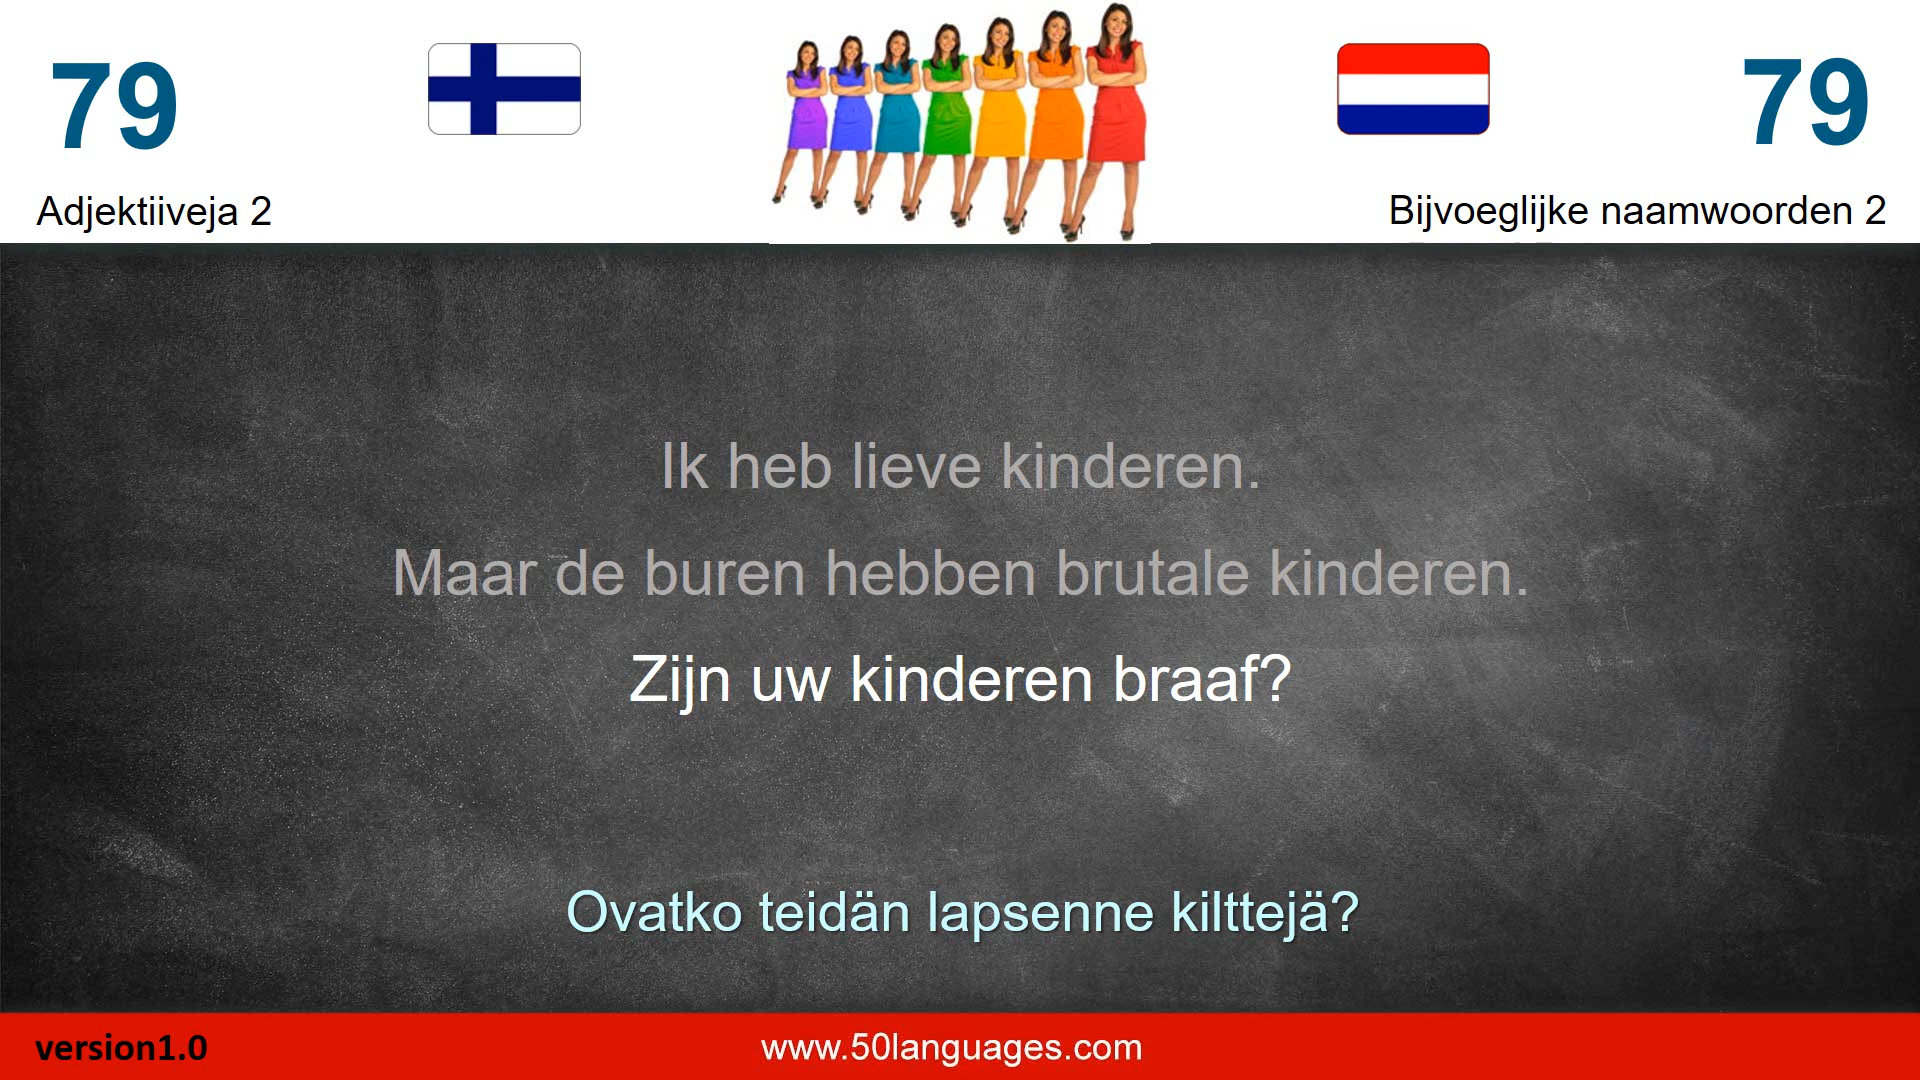 79
79
Adjektiiveja 2
Bijvoeglijke naamwoorden 2
Ik heb lieve kinderen.
Maar de buren hebben brutale kinderen.
Zijn uw kinderen braaf?
Ovatko teidän lapsenne kilttejä?
version1.0
www.50languages.com